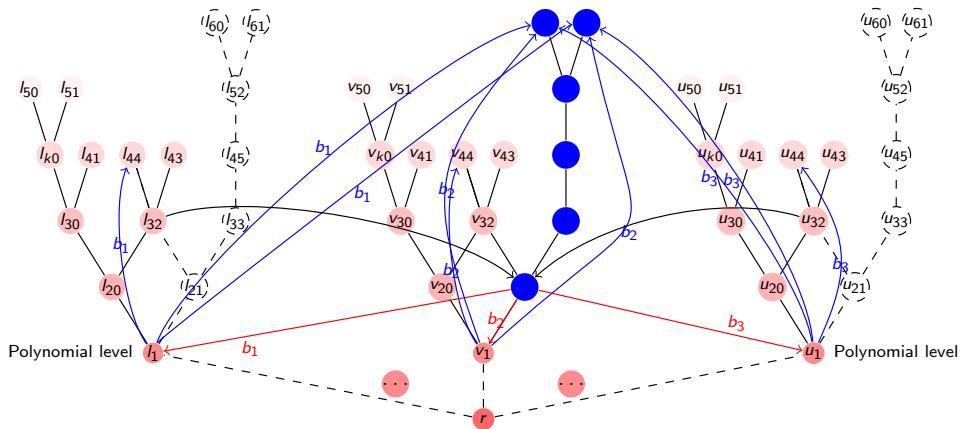 l60 l61 u60 u61
l50 l51 l52 v50 v51 u50 u51 u52
lk0 l41 l44 l43 l45 vk0 v41 v44 v43 uk0 u41 u44 u43 u45
b1 b1 b2 b3 b3
l30 l32 l33 v30 v32 u30 u32 u33
b1 b2 b2 b3
l20 l21 v20 u20 u21
b1 b2 b3
Polynomial level l1 v1 u1 Polynomial level
... ...
r